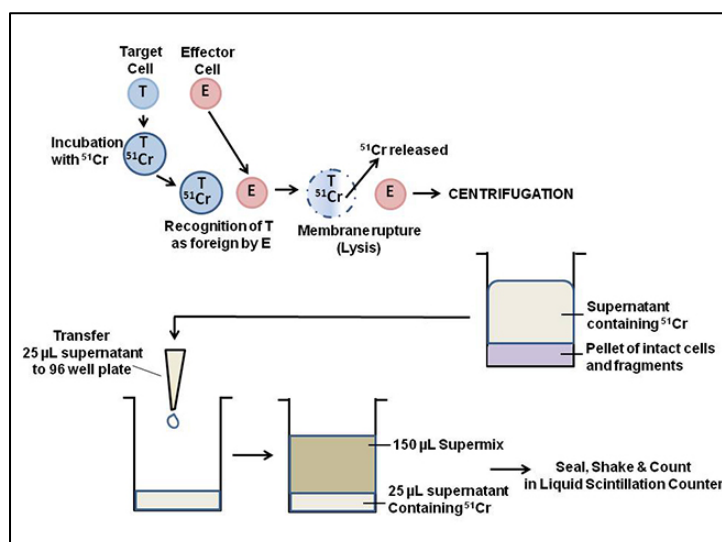 Target
Cell
Effector
Cell
T
E
Incubation
with ⁵¹Cr
T
⁵¹Cr
T
⁵¹Cr
E
Recognition of T
as foreign by E
T
⁵¹Cr
⁵¹Cr released
E
CENTRIFUGATION
Membrane rupture
(Lysis)
Supernatant
containing ⁵¹Cr
Pellet of intact cells
and fragments
Transfer
25 µL supernatant
to 96 well plate
150 µL Supermix
25 µL supernatant
Containing ⁵¹Cr
Seal, Shake & Count
in Liquid Scintillation Counter